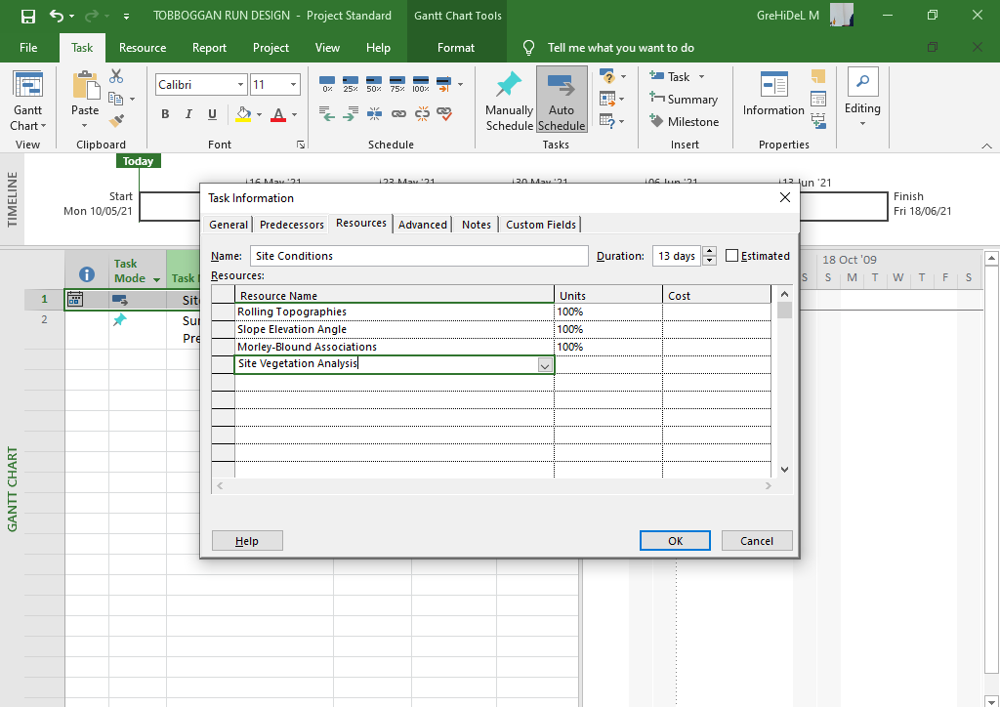 TOBBOGGAN RUN DESIGN - Project Standard
Gantt Chart Tools
GreHiDeL M
File Task Resource Report Project View Help Format Tell me what you want to do
Gantt
Chart
View
Paste
Clipboard
Calibri 11
B I U A
Font
0% 25% 50% 75% 100%
Schedule
Manually
Schedule
Auto
Schedule
Tasks
Task
Summary
Milestone
Insert
Information
Properties
Editing
TIMELINE
Today
Start
Mon 10/05/21
16 May '21 23 May '21 30 May '21 06 Jun '21 13 Jun '21
Finish
Fri 18/06/21
GANTT CHART
Task
Mode
Task
18 Oct '09
S S M T W T F S
1 Sit
2 Su
Pre
Task Information
General Predecessors Resources Advanced Notes Custom Fields
Name: Site Conditions Duration: 13 days Estimated
Resources:
Resource Name Units Cost
Rolling Topographies 100%
Slope Elevation Angle 100%
Morley-Blound Associations 100%
Site Vegetation Analysis
Help OK Cancel